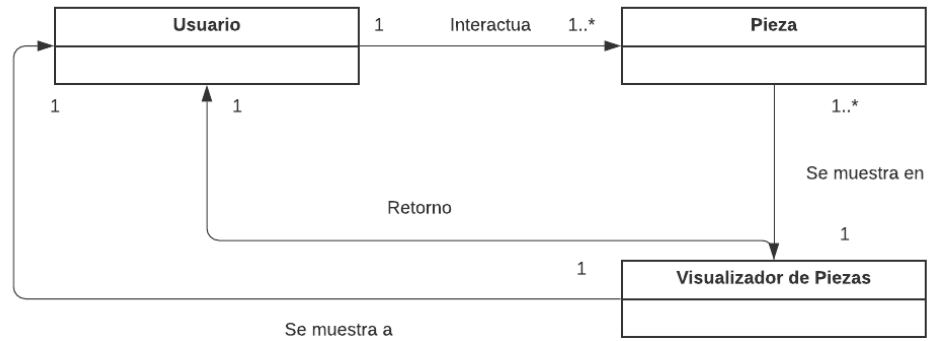 Usuario
1
Interactua
1..*
Pieza
1
1
1..*
Se muestra en
Retorno
1
1
Visualizador de Piezas
Se muestra a